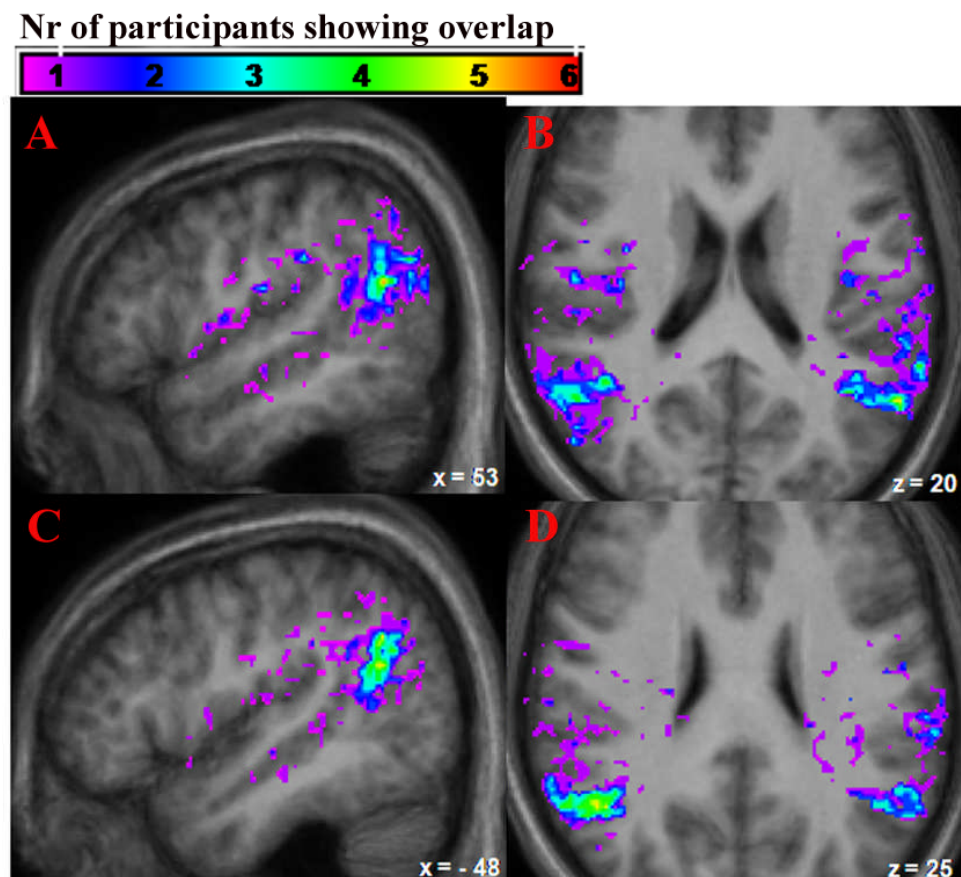 Nr of participants showing overlap
1 2 3 4 5 6
A
B
x = 53
z = 20
C
D
x = - 48
z = 25